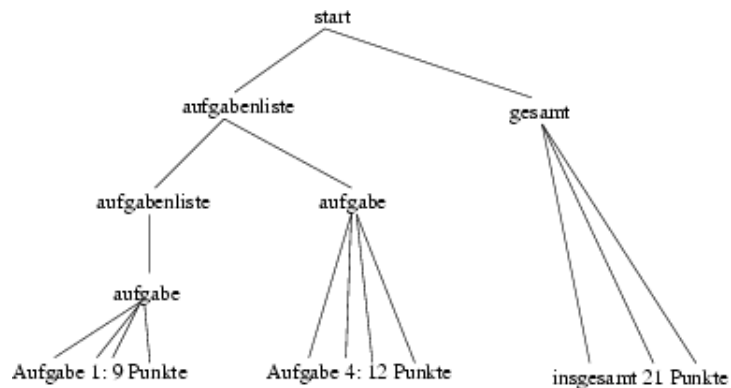 start
aufgabenliste
gesamt
aufgabenliste aufgabe
aufgabe
Aufgabe 1: 9 Punkte Aufgabe 4: 12 Punkte insgesamt 21 Punkte